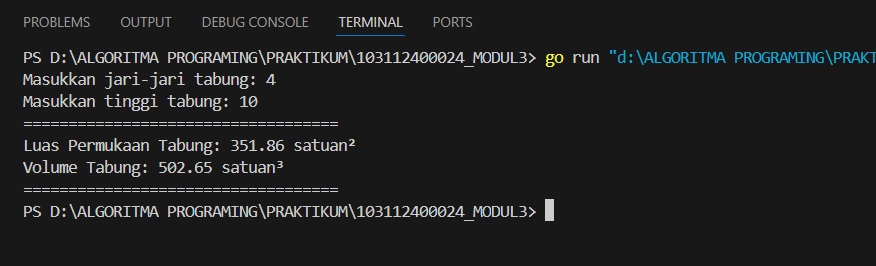 PROBLEMS OUTPUT DEBUG CONSOLE TERMINAL PORTS
PS D:\ALGORITMA PROGRAMING\PRAKTIKUM\103112400024_MODUL3> go run "d:\ALGORITMA PROGRAMING\PRAKT
Masukkan jari-jari tabung: 4
Masukkan tinggi tabung: 10
===================================
Luas Permukaan Tabung: 351.86 satuan²
Volume Tabung: 502.65 satuan³
===================================
PS D:\ALGORITMA PROGRAMING\PRAKTIKUM\103112400024_MODUL3>